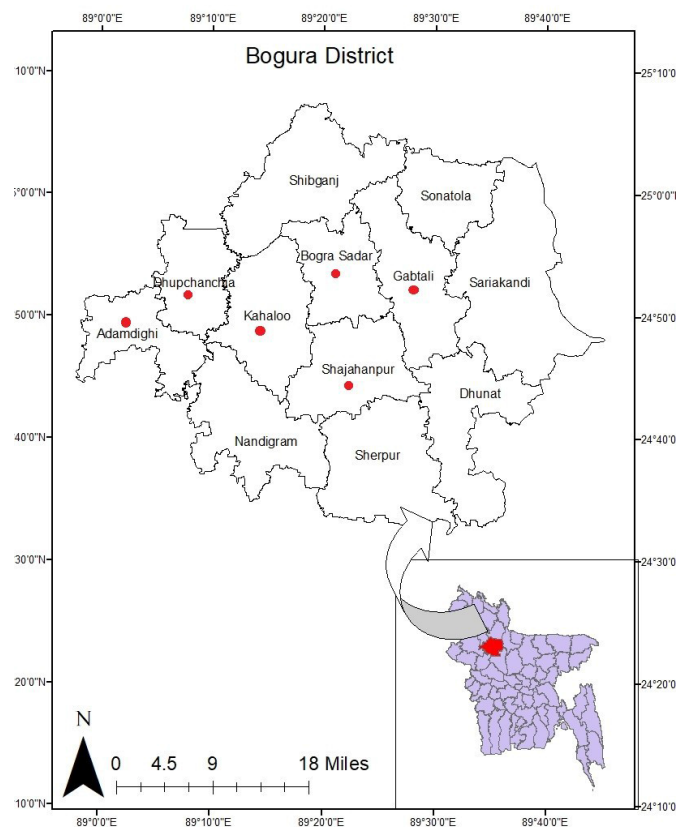 89°0'0"E 89°10'0"E 89°20'0"E 89°30'0"E 89°40'0"E
Bogura District
10'0"N
25°10'0"
Shibganj
Sonatola
5°0'0"N
25°0'0"N
Bogra Sadar
Dhupchanchia
Gabtali
Sariakandi
Kahaloo
50'0"N
24°50'0"
Adamdighi
Shajahanpur
Dhunat
40'0"N
24°40'0"
Nandigram
Sherpur
30'0"N
24°30'0"
20'0"N
24°20'0"
N
0 4.5 9 18 Miles
10'0"N
24°10'0
89°0'0"E 89°10'0"E 89°20'0"E 89°30'0"E 89°40'0"E